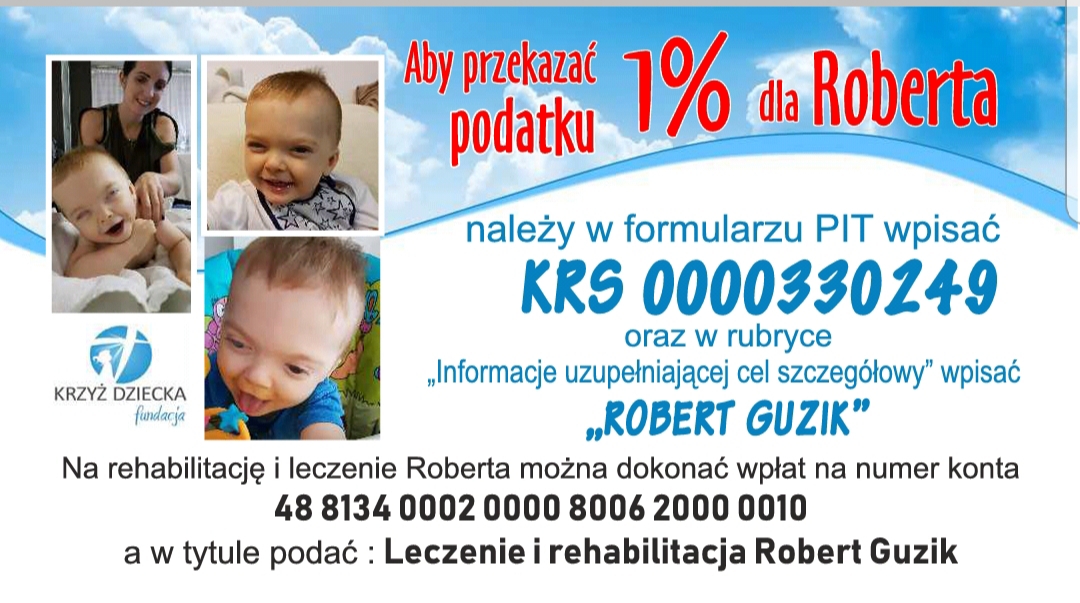 Aby przekazać
podatku 1% dla Roberta
należy w formularzu PIT wpisać
KRS 0000330249
oraz w rubryce
„Informacje uzupełniającej cel szczegółowy” wpisać
„ROBERT GUZIK”
KRZYŻ DZIECKA
fundacja
Na rehabilitację i leczenie Roberta można dokonać wpłat na numer konta
48 8134 0002 0000 8006 2000 0010
a w tytule podać : Leczenie i rehabilitacja Robert Guzik